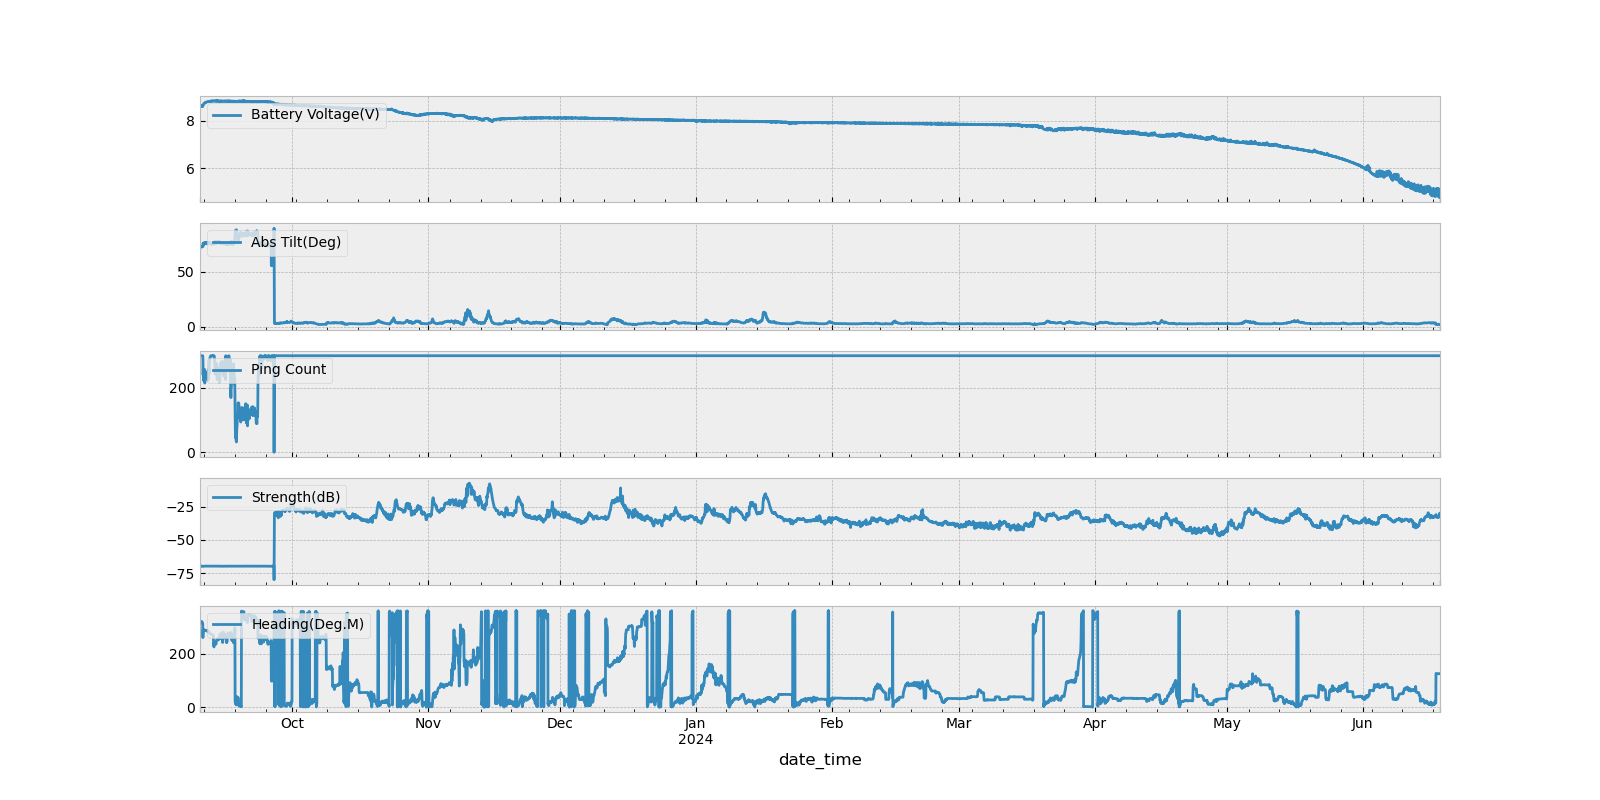 8
6
Battery Voltage(V)
50
0
Abs Tilt(Deg)
200
0
Ping Count
−25
−50
−75
Strength(dB)
200
0
Heading(Deg.M)
Oct Nov Dec Jan Feb Mar Apr May Jun
2024
date_time